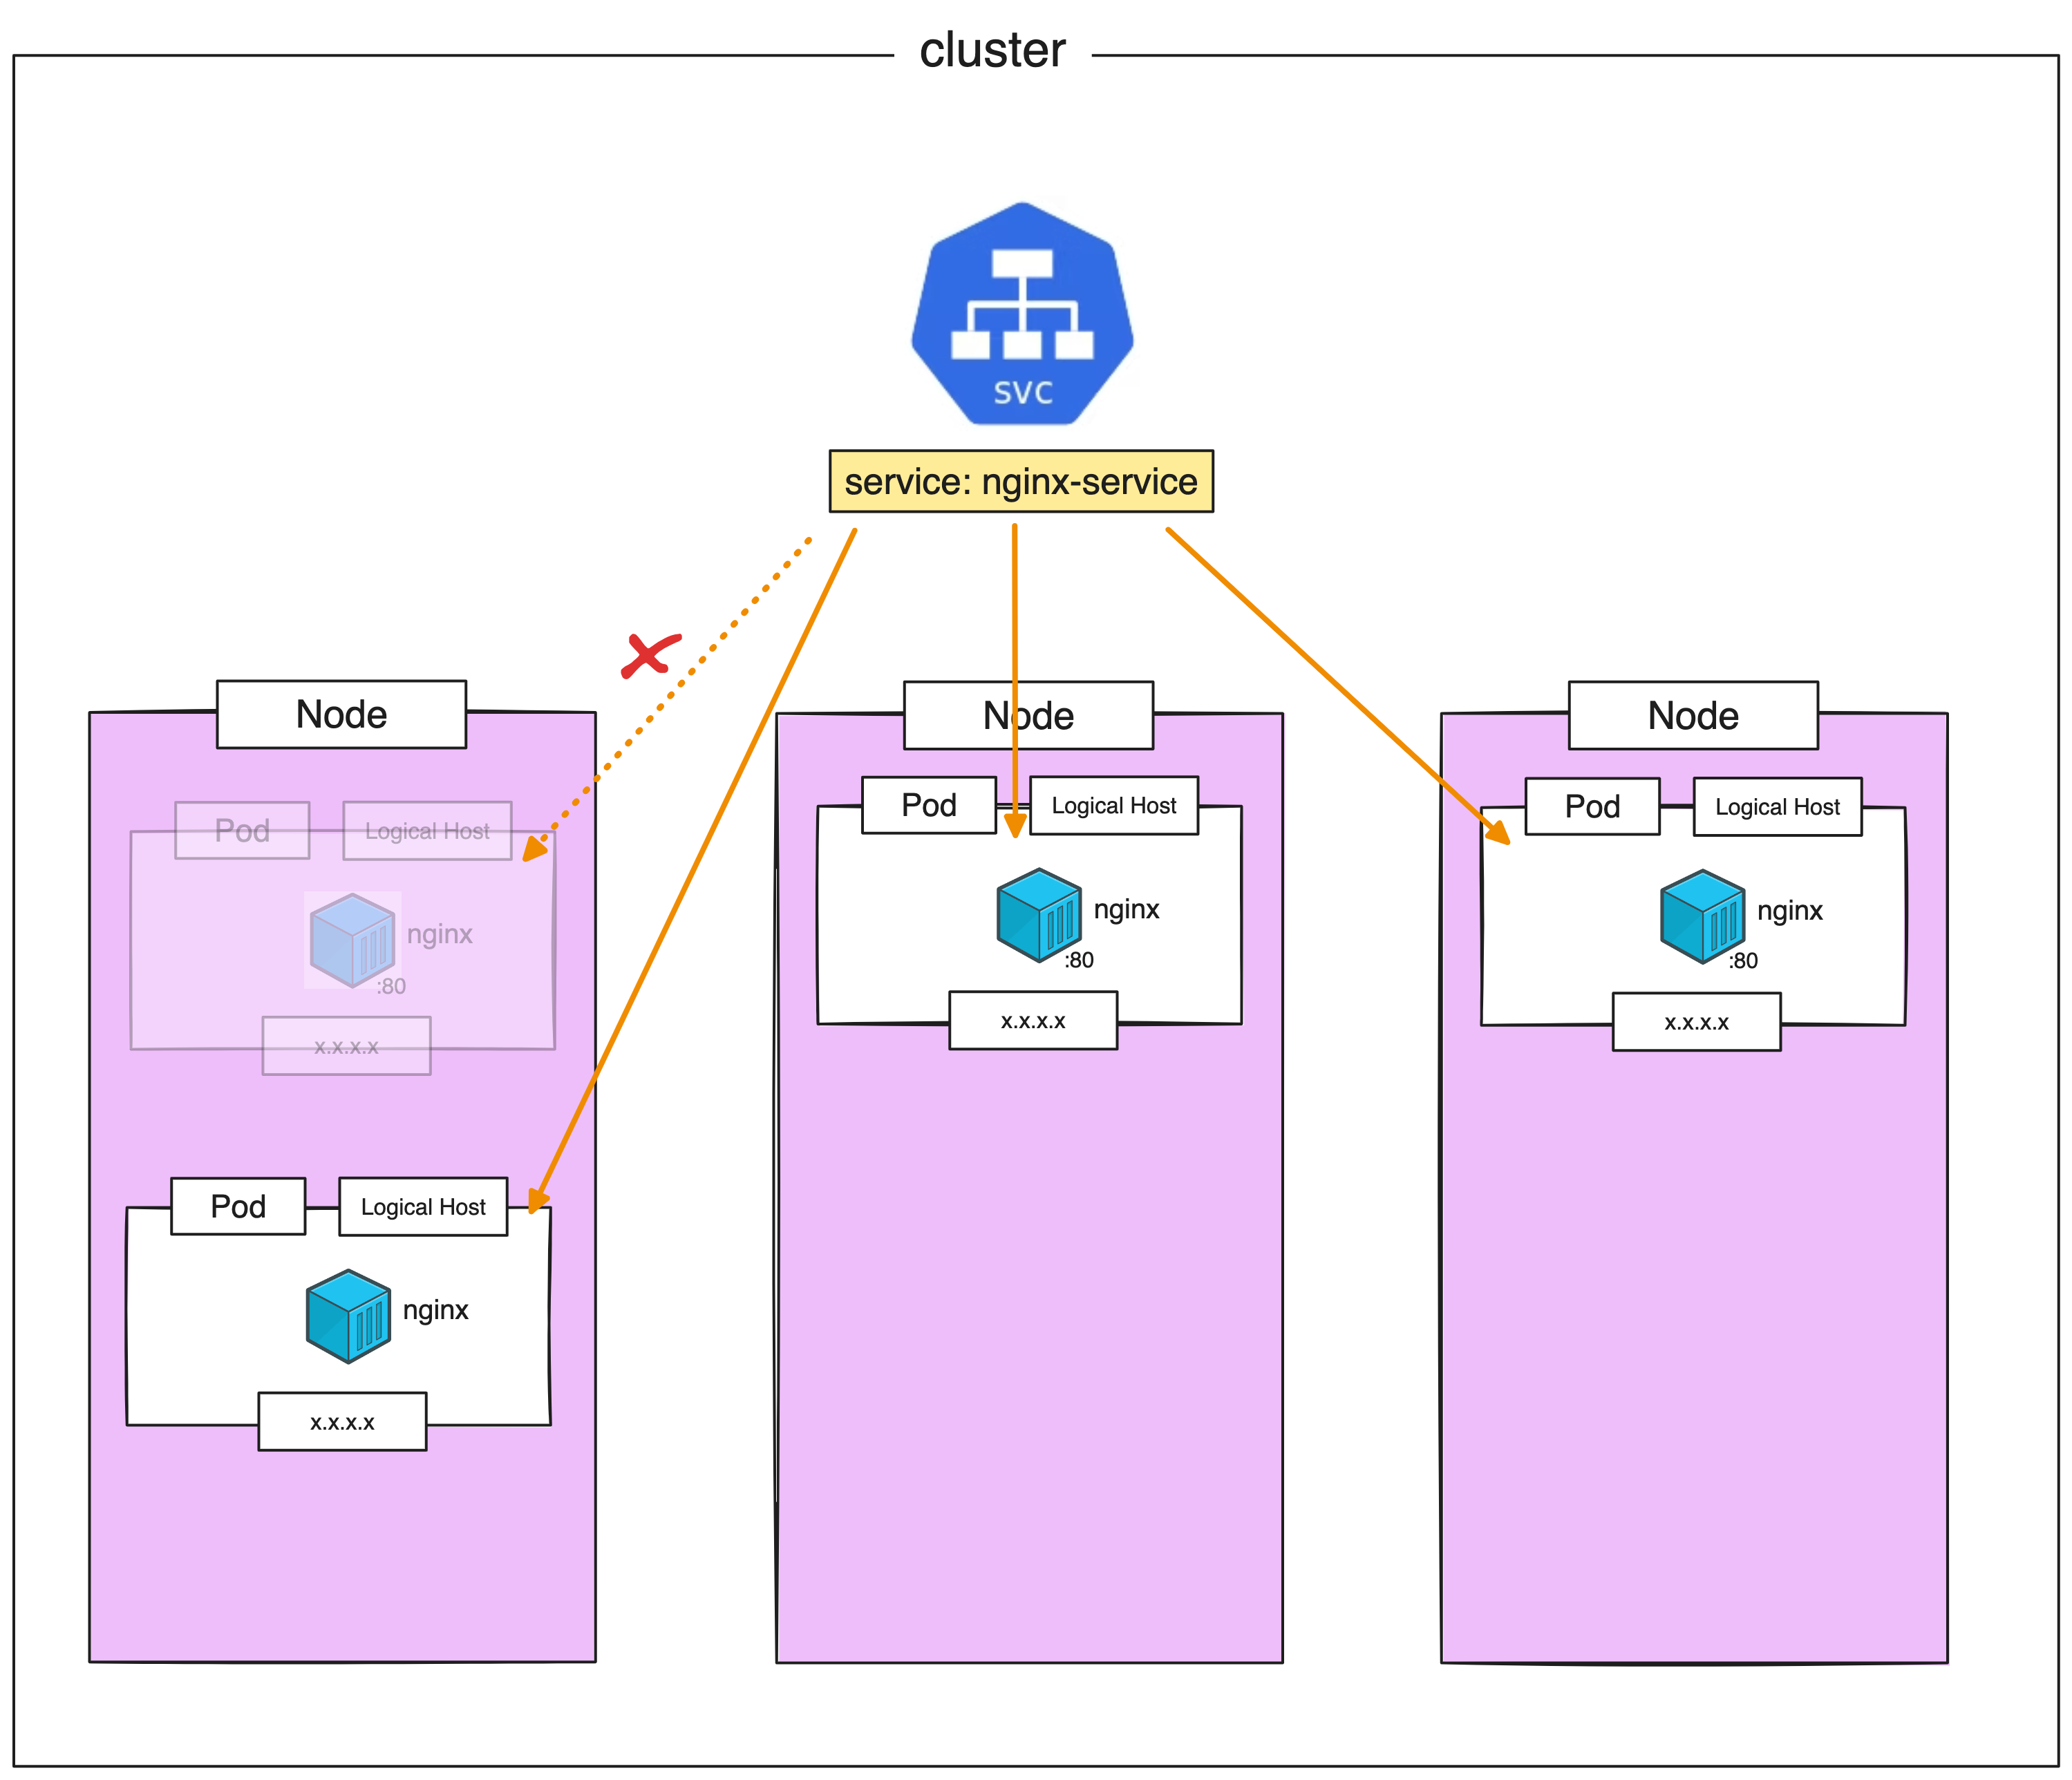 cluster
SVC
service: nginx-service
Node
Pod
Logical Host
nginx
:80
x.x.x.x
Pod
Logical Host
nginx
x.x.x.x
Node
Pod
Logical Host
nginx
:80
x.x.x.x
Node
Pod
Logical Host
nginx
:80
x.x.x.x